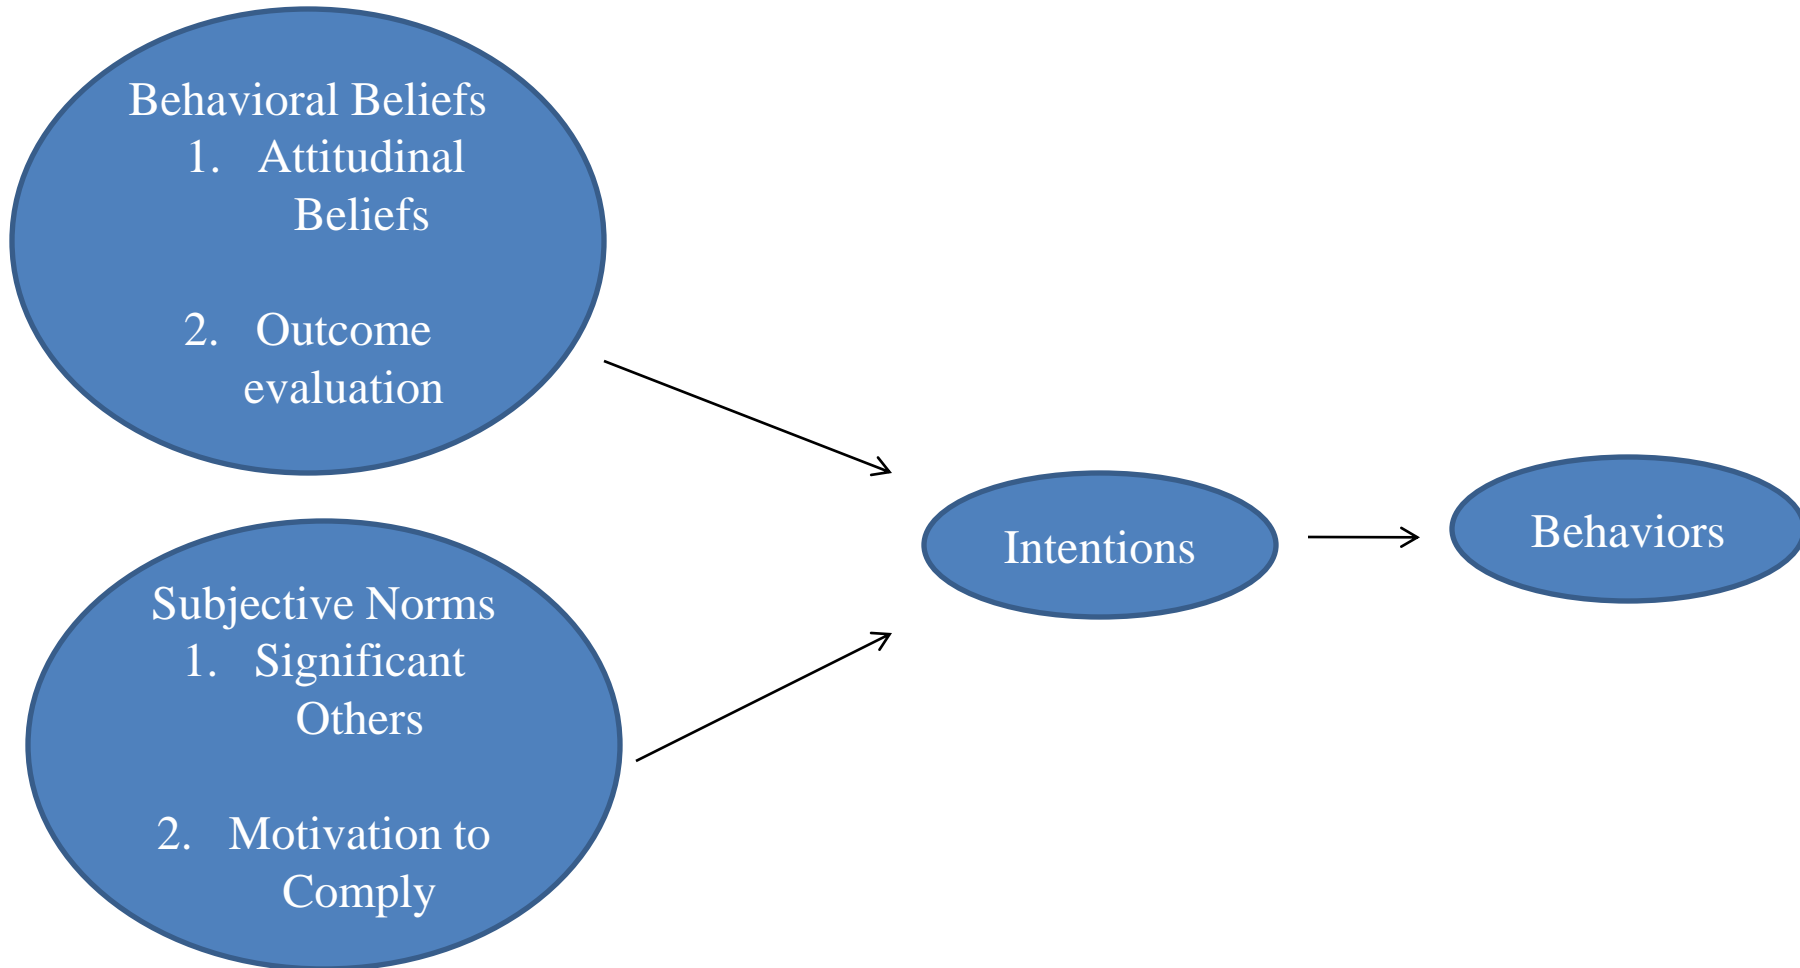 Behavioral Beliefs
1. Attitudinal
Beliefs
2. Outcome
evaluation
Subjective Norms
1. Significant
Others
2. Motivation to
Comply
Intentions
Behaviors